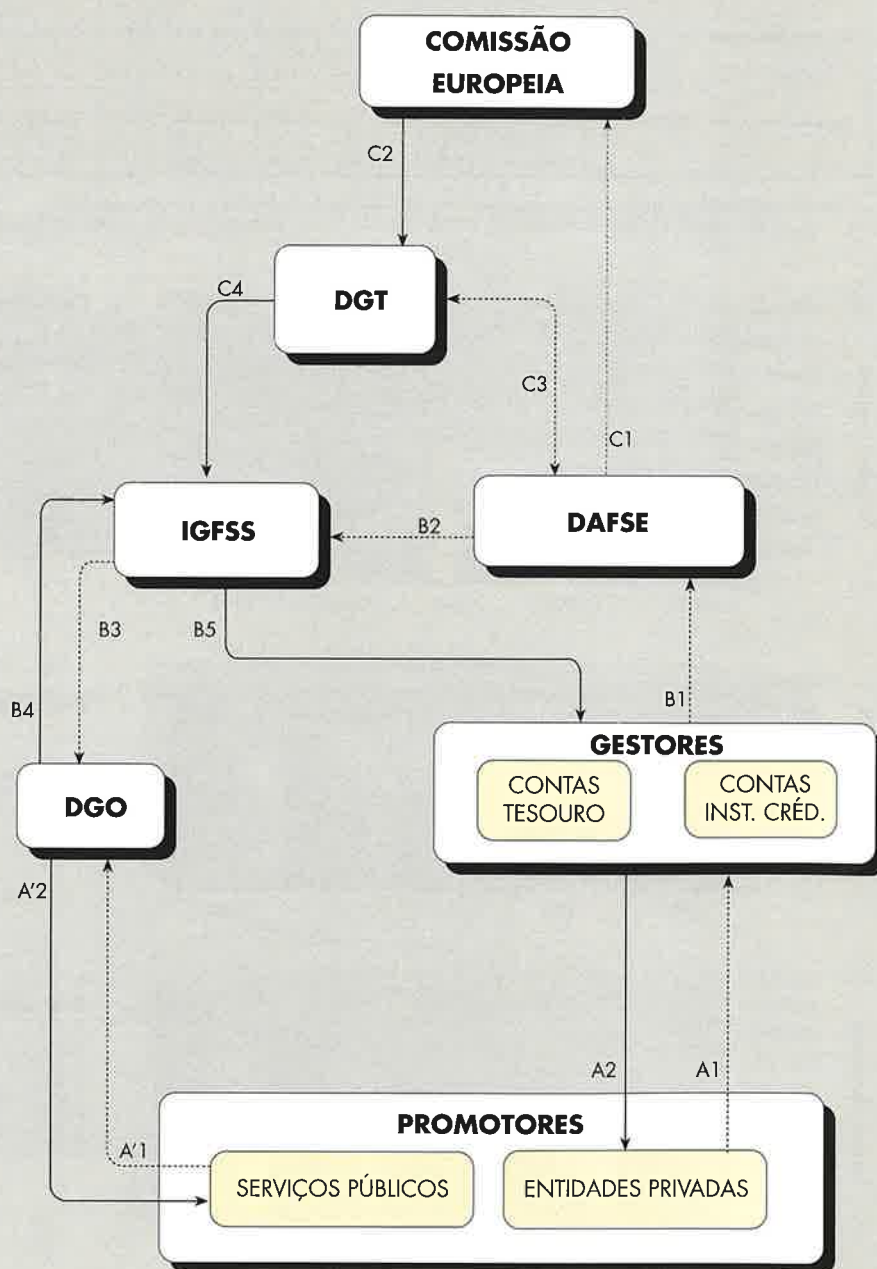 COMISSÃO
EUROPEIA
C2
DGT
C4
C3
C1
IGFSS
B2
DAFSE
B3
B5
B4
B1
GESTORES
CONTAS
TESOURO
CONTAS
INST. CRÉD.
DGO
A'2
A2
A1
PROMOTORES
A'1
SERVIÇOS PÚBLICOS
ENTIDADES PRIVADAS